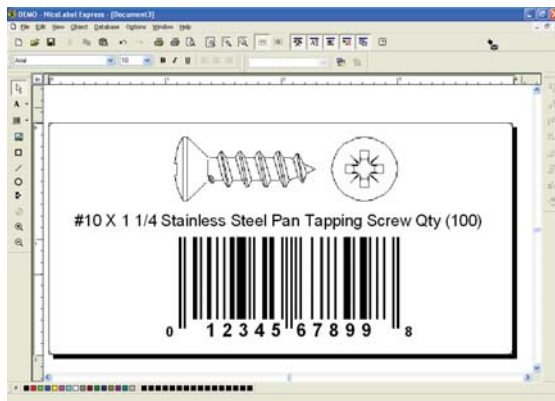 DEMO - NiceLabel Express - [Document3]
File Edit View Object Database Options Window Help
Arial 10 B I U
#10 X 1 1/4 Stainless Steel Pan Tapping Screw Qty (100)
0 12345 67899 8